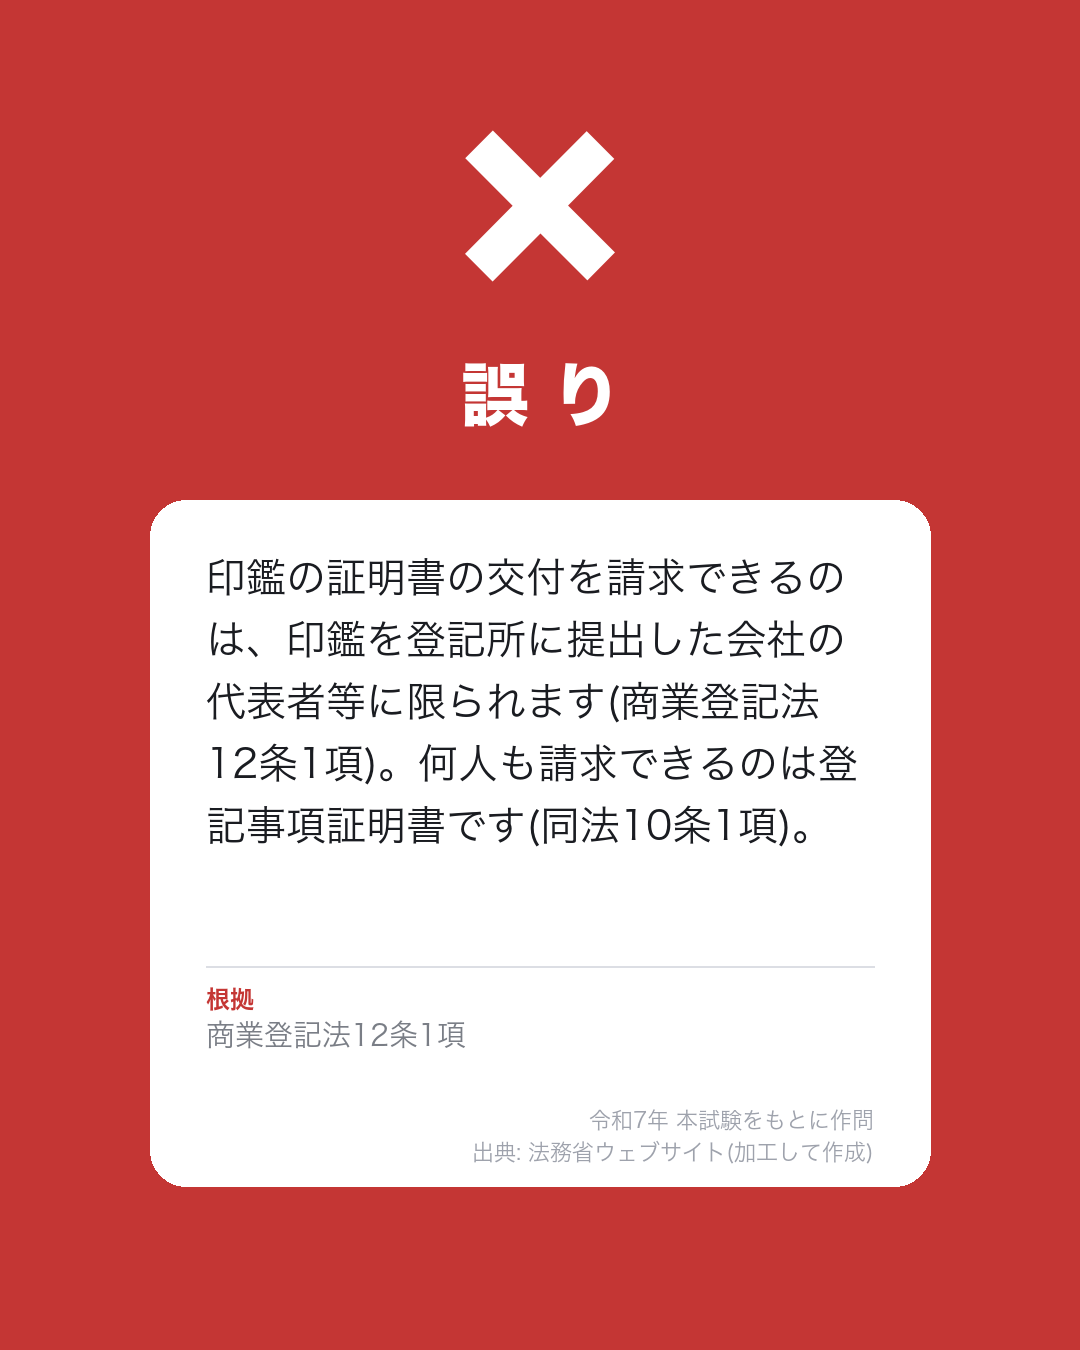 誤り
印鑑の証明書の交付を請求できるの
は、印鑑を登記所に提出した会社の
代表者等に限られます(商業登記法
12条1項)。何人も請求できるのは登
記事項証明書です(同法10条1項)。
根拠
商業登記法12条1項
令和7年 本試験をもとに作問
出典: 法務省ウェブサイト(加工して作成)